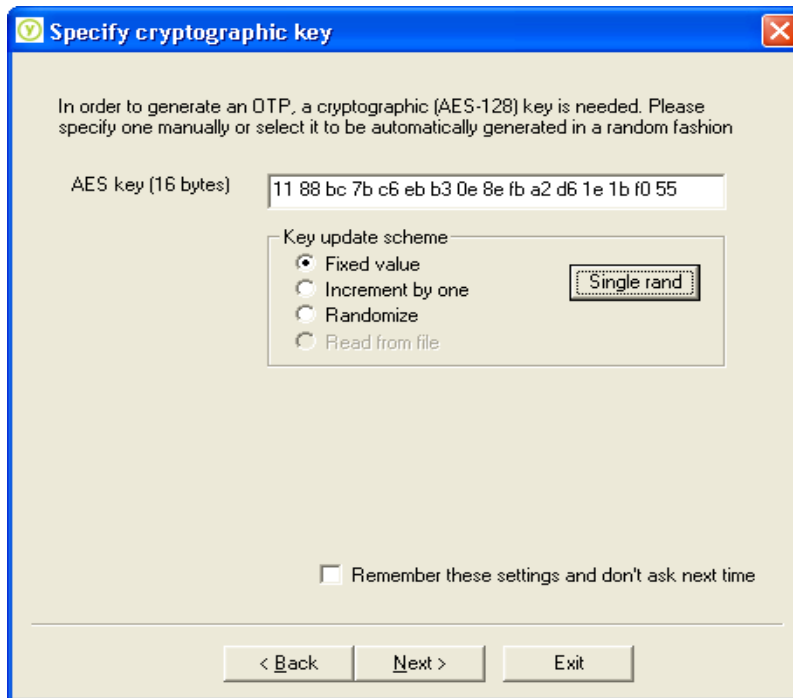 Specify cryptographic key
In order to generate an OTP, a cryptographic (AES-128) key is needed. Please
specify one manually or select it to be automatically generated in a random fashion
AES key (16 bytes)
11 88 bc 7b c6 eb b3 0e 8e fb a2 d6 1e 1b f0 55
Key update scheme
Fixed value
Increment by one
Randomize
Read from file
Single rand
Remember these settings and don't ask next time
< Back
Next >
Exit